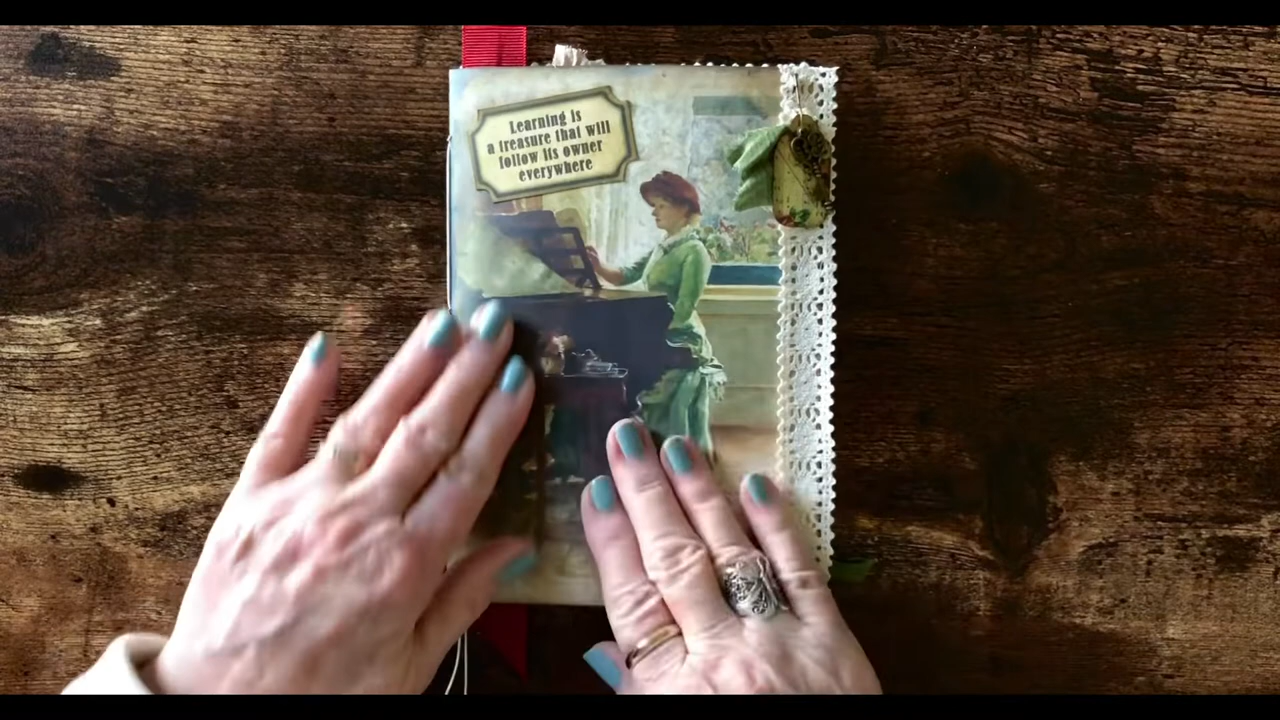 Learning is
a treasure that will
follow its owner
everywhere